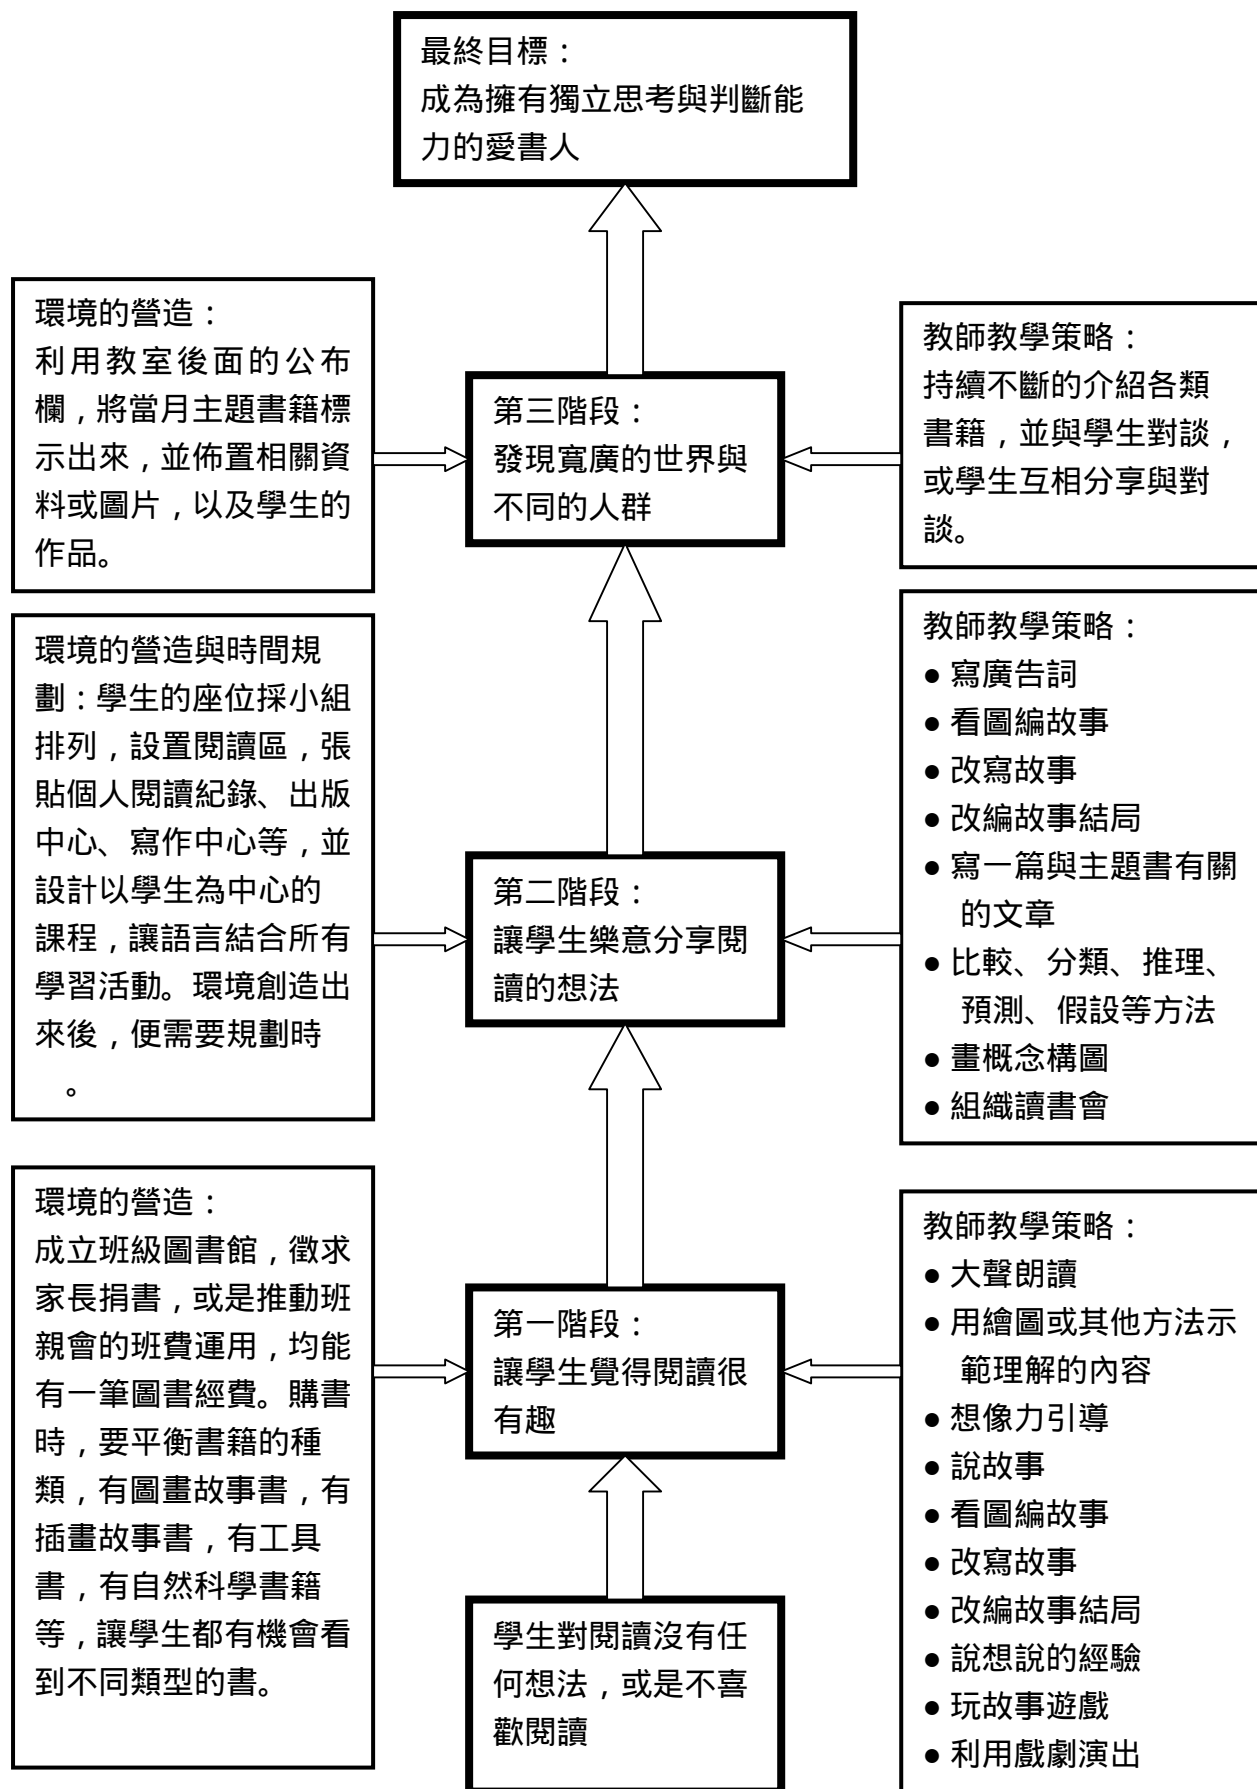 最終目標：
成為擁有獨立思考與判斷能
力的愛書人
環境的營造：
利用教室後面的公布
欄，將當月主題書籍標
示出來，並佈置相關資
料或圖片，以及學生的
作品。
第三階段：
發現寬廣的世界與
不同的人群
教師教學策略：
持續不斷的介紹各類
書籍，並與學生對談，
或學生互相分享與對
談。
環境的營造與時間規
劃：學生的座位採小組
排列，設置閱讀區，張
貼個人閱讀紀錄、出版
中心、寫作中心等，並
設計以學生為中心的
課程，讓語言結合所有
學習活動。環境創造出
來後，便需要規劃時
。
第二階段：
讓學生樂意分享閱
讀的想法
教師教學策略：
● 寫廣告詞
● 看圖編故事
● 改寫故事
● 改編故事結局
● 寫一篇與主題書有關
的文章
● 比較、分類、推理、
預測、假設等方法
● 畫概念構圖
● 組織讀書會
環境的營造：
成立班級圖書館，徵求
家長捐書，或是推動班
親會的班費運用，均能
有一筆圖書經費。購書
時，要平衡書籍的種
類，有圖畫故事書，有
插畫故事書，有工具
書，有自然科學書籍
等，讓學生都有機會看
到不同類型的書。
第一階段：
讓學生覺得閱讀很
有趣
教師教學策略：
● 大聲朗讀
● 用繪圖或其他方法示
範理解的內容
● 想像力引導
● 說故事
● 看圖編故事
● 改寫故事
● 改編故事結局
● 說想說的經驗
● 玩故事遊戲
● 利用戲劇演出
學生對閱讀沒有任
何想法，或是不喜
歡閱讀